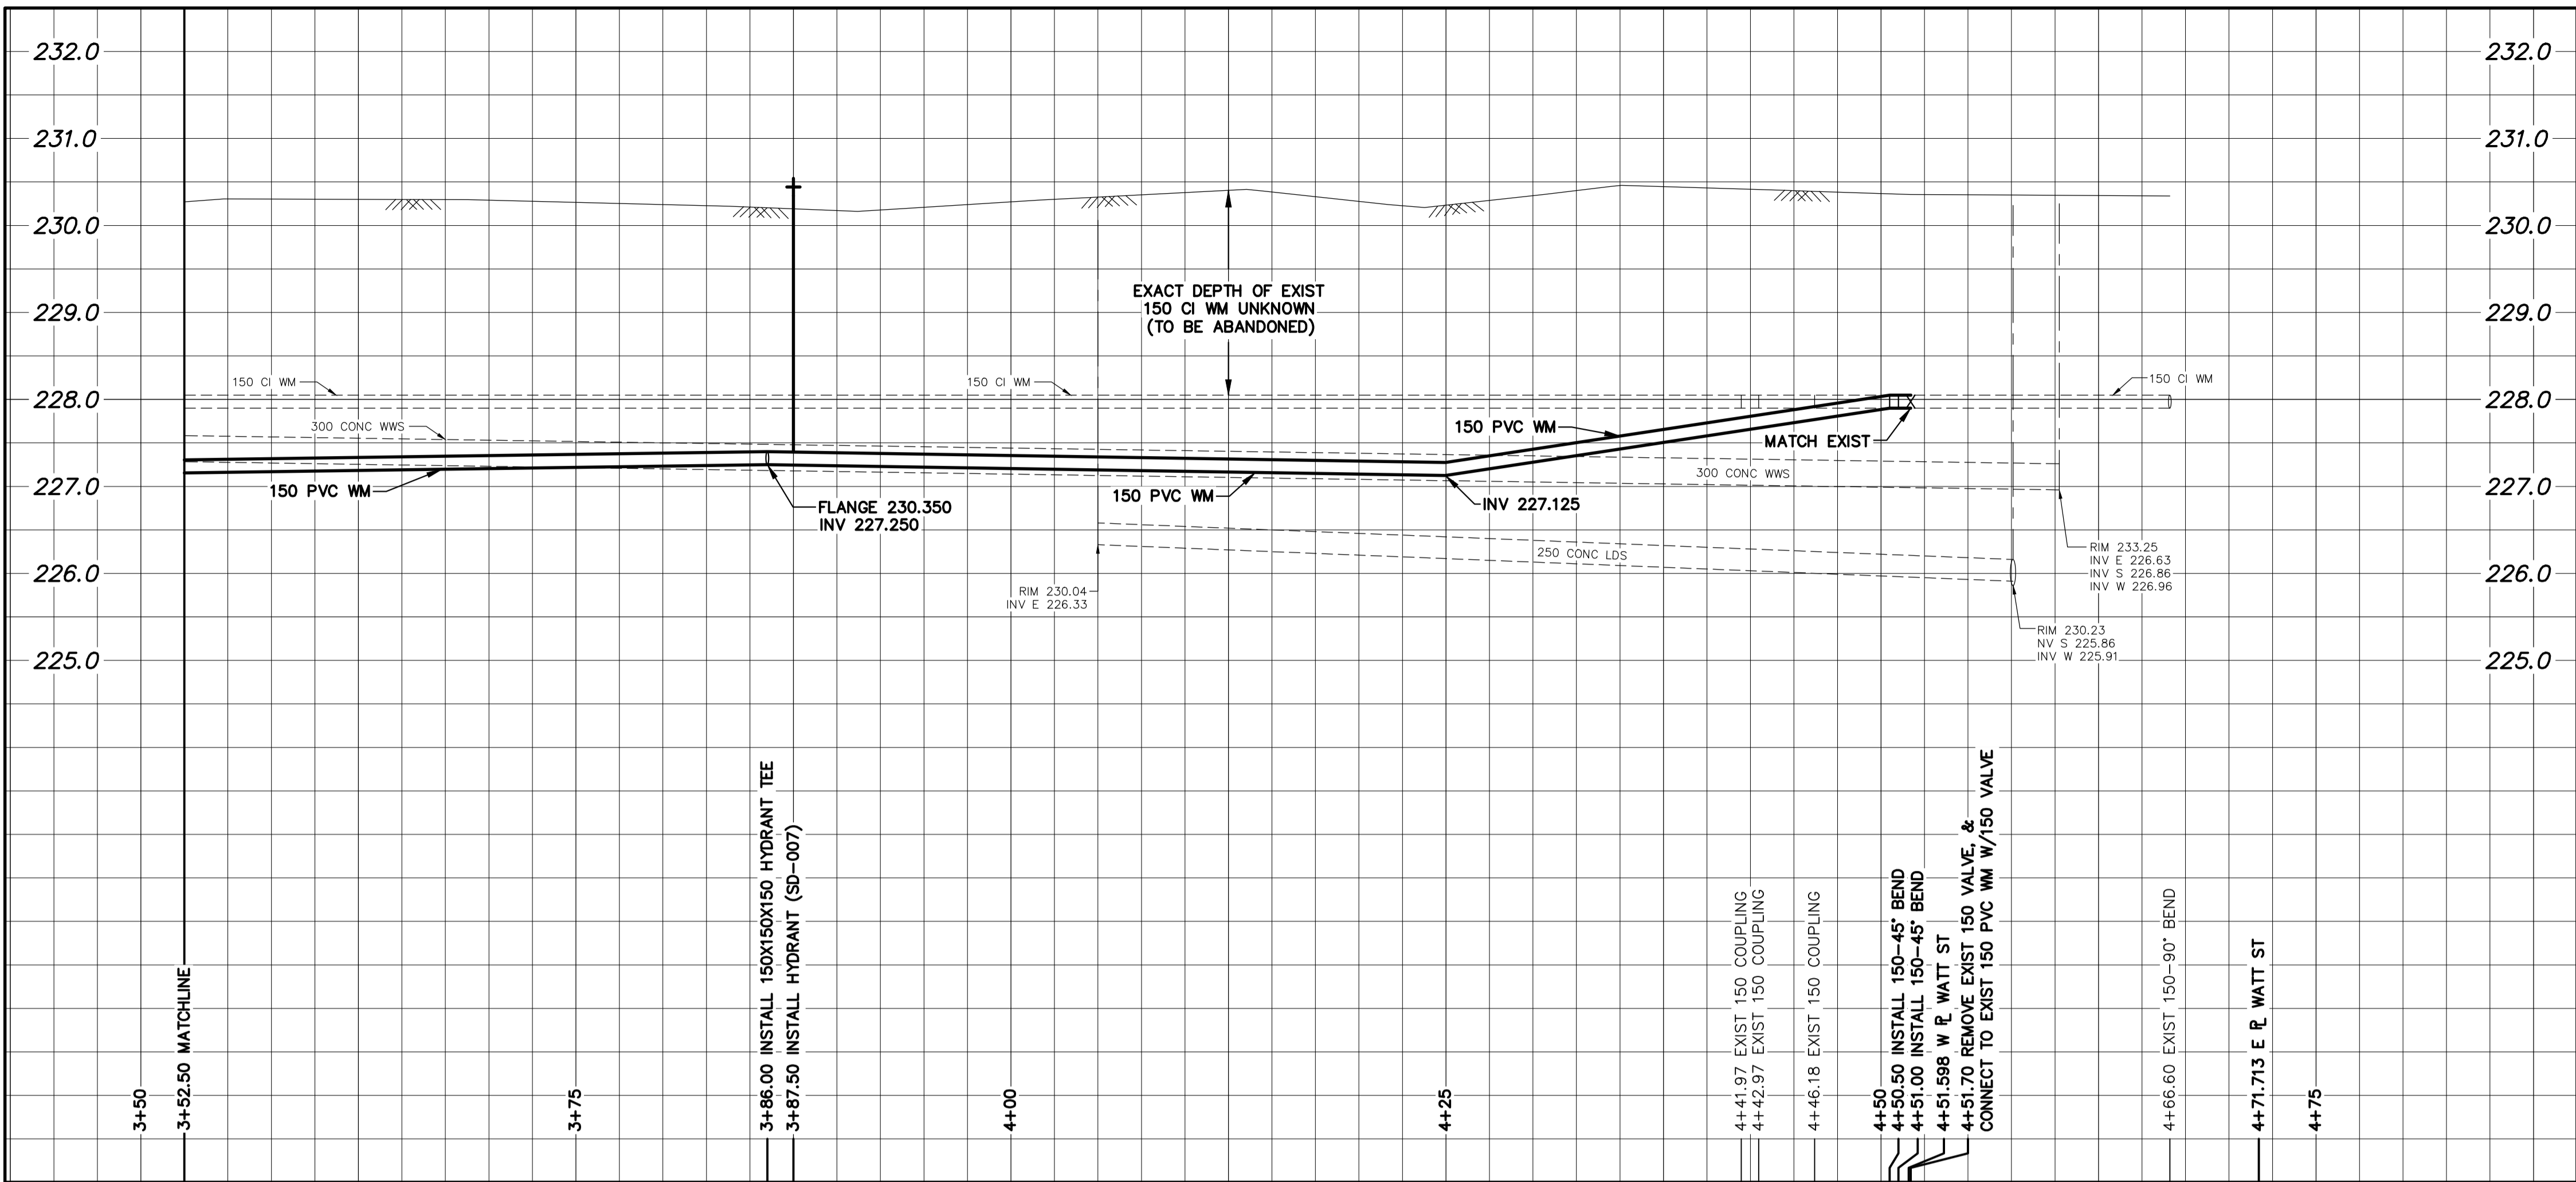 232.0
232.0
231.0
231.0
230.0
230.0
229.0
229.0
228.0
228.0
227.0
227.0
226.0
226.0
225.0
225.0
EXACT DEPTH OF EXIST
150 CI WM UNKNOWN
(TO BE ABANDONED)
150 CI WM
150 CI WM
150 CI WM
300 CONC WWS
150 PVC WM
MATCH EXIST
300 CONC WWS
150 PVC WM
150 PVC WM
FLANGE 230.350
INV 227.250
INV 227.125
250 CONC LDS
RIM 230.04
INV E 226.33
RIM 233.25
INV E 226.63
INV S 226.86
INV W 226.96
RIM 230.23
NV S 225.86
INV W 225.91
3+50
3+52.50 MATCHLINE
3+75
3+86.00 INSTALL 150X150X150 HYDRANT TEE
3+87.50 INSTALL HYDRANT (SD-007)
4+00
4+25
4+41.97 EXIST 150 COUPLING
4+42.97 EXIST 150 COUPLING
4+46.18 EXIST 150 COUPLING
4+50
4+50.50 INSTALL 150-45° BEND
4+51.00 INSTALL 150-45° BEND
4+51.598 W PL WATT ST
4+51.70 REMOVE EXIST 150 VALVE, &
CONNECT TO EXIST 150 PVC WM W/150 VALVE
4+66.60 EXIST 150-90° BEND
4+71.713 E PL WATT ST
4+75